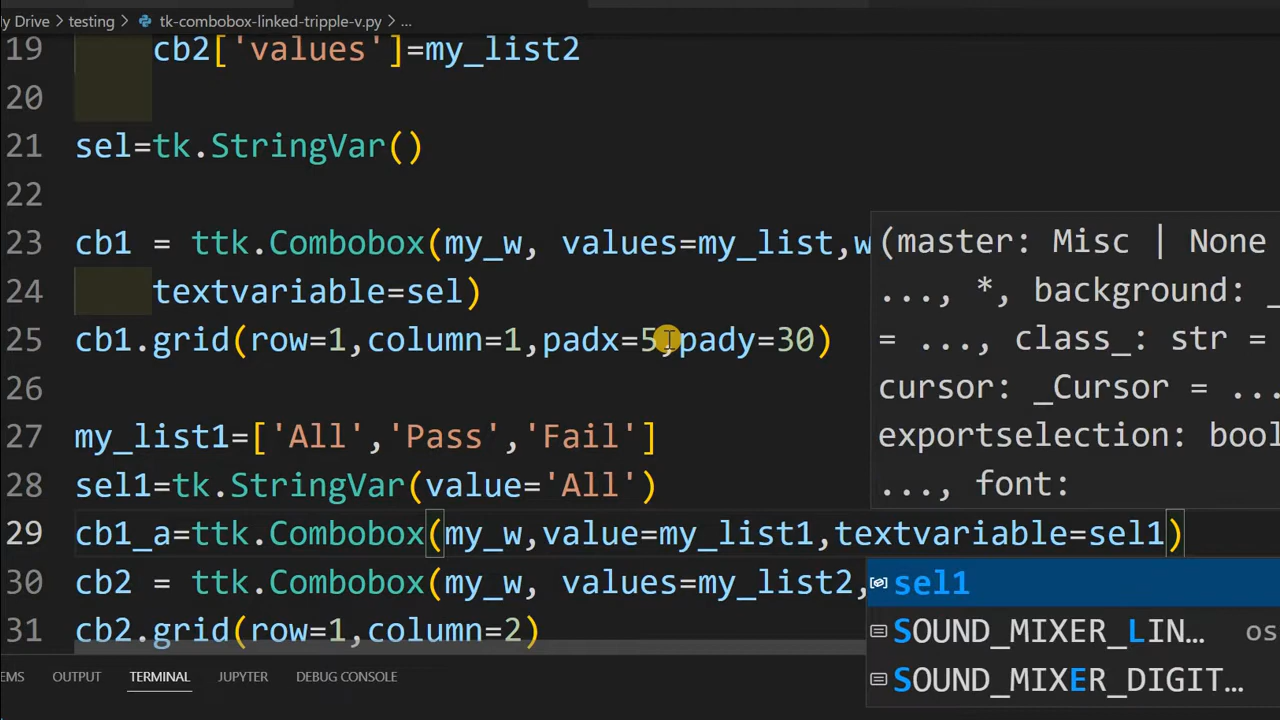 y Drive > testing > tk-combobox-linked-tripple-v.py > ...
19 cb2['values']=my_list2
20
21 sel=tk.StringVar()
22
23 cb1 = ttk.Combobox(my_w, values=my_list,w
24 textvariable=sel)
25 cb1.grid(row=1,column=1,padx=5,pady=30)
26
27 my_list1=['All','Pass','Fail']
28 sel1=tk.StringVar(value='All')
29 cb1_a=ttk.Combobox(my_w,value=my_list1,textvariable=sel1)
30 cb2 = ttk.Combobox(my_w, values=my_list2,
31 cb2.grid(row=1,column=2)
(master: Misc | None
..., *, background: _
= ..., class_: str =
cursor: _Cursor = ...
exportselection: bool
..., font:
sel1
SOUND_MIXER_LIN... os
SOUND_MIXER_DIGIT...
EMS OUTPUT TERMINAL JUPYTER DEBUG CONSOLE